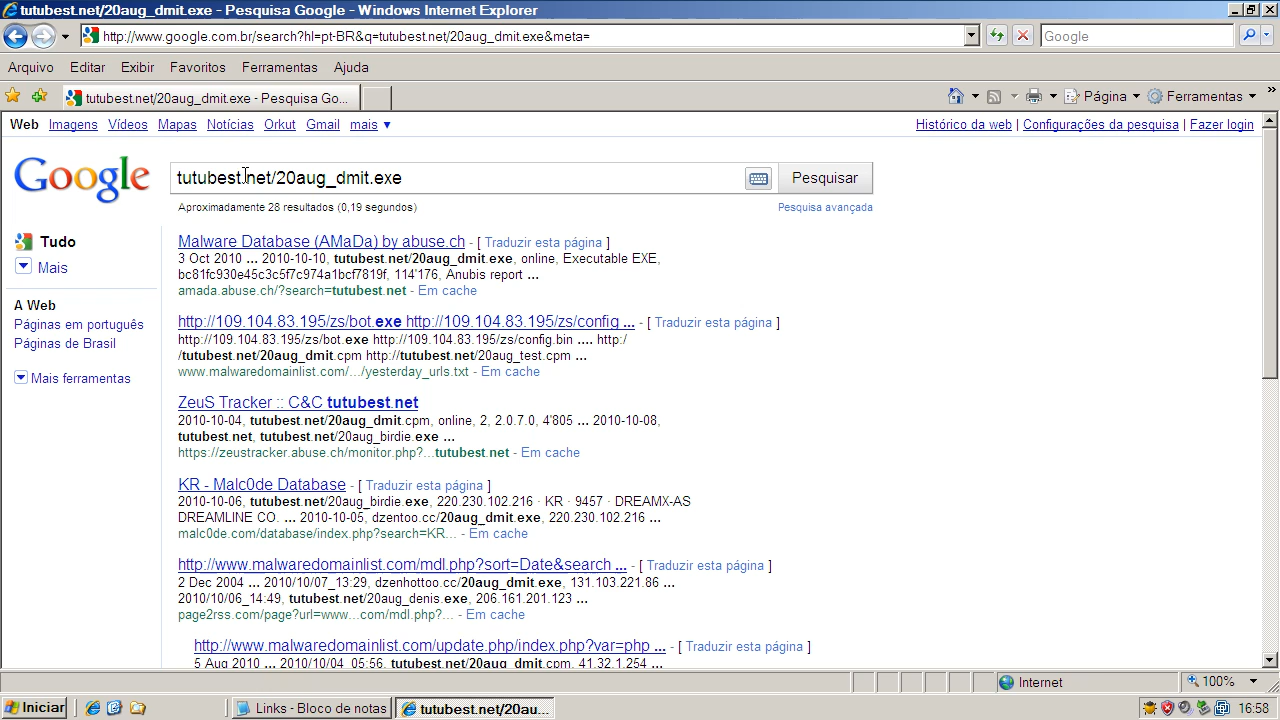 tutubest.net/20aug_dmit.exe - Pesquisa Google - Windows Internet Explorer
http://www.google.com.br/search?hl=pt-BR&q=tutubest.net/20aug_dmit.exe&meta=
Google
Arquivo Editar Exibir Favoritos Ferramentas Ajuda
tutubest.net/20aug_dmit.exe - Pesquisa Go...
Página Ferramentas
Web Imagens Vídeos Mapas Notícias Orkut Gmail mais ▼
Histórico da web | Configurações da pesquisa | Fazer login
Google
tutubest.net/20aug_dmit.exe
Pesquisar
Aproximadamente 28 resultados (0,19 segundos)
Pesquisa avançada
Tudo
Mais
A Web
Páginas em português
Páginas de Brasil
Mais ferramentas
Malware Database (AMaDa) by abuse.ch - [ Traduzir esta página ]
3 Oct 2010 ... 2010-10-10, tutubest.net/20aug_dmit.exe, online, Executable EXE,
bc81fc930e45c3c5f7c974a1bcf7819f, 114'176, Anubis report ...
amada.abuse.ch/?search=tutubest.net - Em cache
http://109.104.83.195/zs/bot.exe http://109.104.83.195/zs/config ... - [ Traduzir esta página ]
http://109.104.83.195/zs/bot.exe http://109.104.83.195/zs/config.bin .... http:/
/tutubest.net/20aug_dmit.cpm http://tutubest.net/20aug_test.cpm ...
www.malwaredomainlist.com/.../yesterday_urls.txt - Em cache
ZeuS Tracker :: C&C tutubest.net
2010-10-04, tutubest.net/20aug_dmit.cpm, online, 2, 2.0.7.0, 4'805 ... 2010-10-08,
tutubest.net, tutubest.net/20aug_birdie.exe ...
https://zeustracker.abuse.ch/monitor.php?...tutubest.net - Em cache
KR - Malc0de Database - [ Traduzir esta página ]
2010-10-06, tutubest.net/20aug_birdie.exe, 220.230.102.216 · KR · 9457 · DREAMX-AS
DREAMLINE CO. ... 2010-10-05, dzentoo.cc/20aug_dmit.exe, 220.230.102.216 ...
malc0de.com/database/index.php?search=KR... - Em cache
http://www.malwaredomainlist.com/mdl.php?sort=Date&search ... - [ Traduzir esta página ]
2 Dec 2004 ... 2010/10/07_13:29, dzenhottoo.cc/20aug_dmit.exe, 131.103.221.86 ...
2010/10/06_14:49, tutubest.net/20aug_denis.exe, 206.161.201.123 ...
page2rss.com/page?url=www...com/mdl.php?... - Em cache
http://www.malwaredomainlist.com/update.php/index.php?var=php ... - [ Traduzir esta página ]
5 Aug 2010 ... 2010/10/04_05:56, tutubest.net/20aug_dmit.cpm, 41.32.1.254 ...
Internet
100%
Iniciar
Links - Bloco de notas
tutubest.net/20au...
16:58